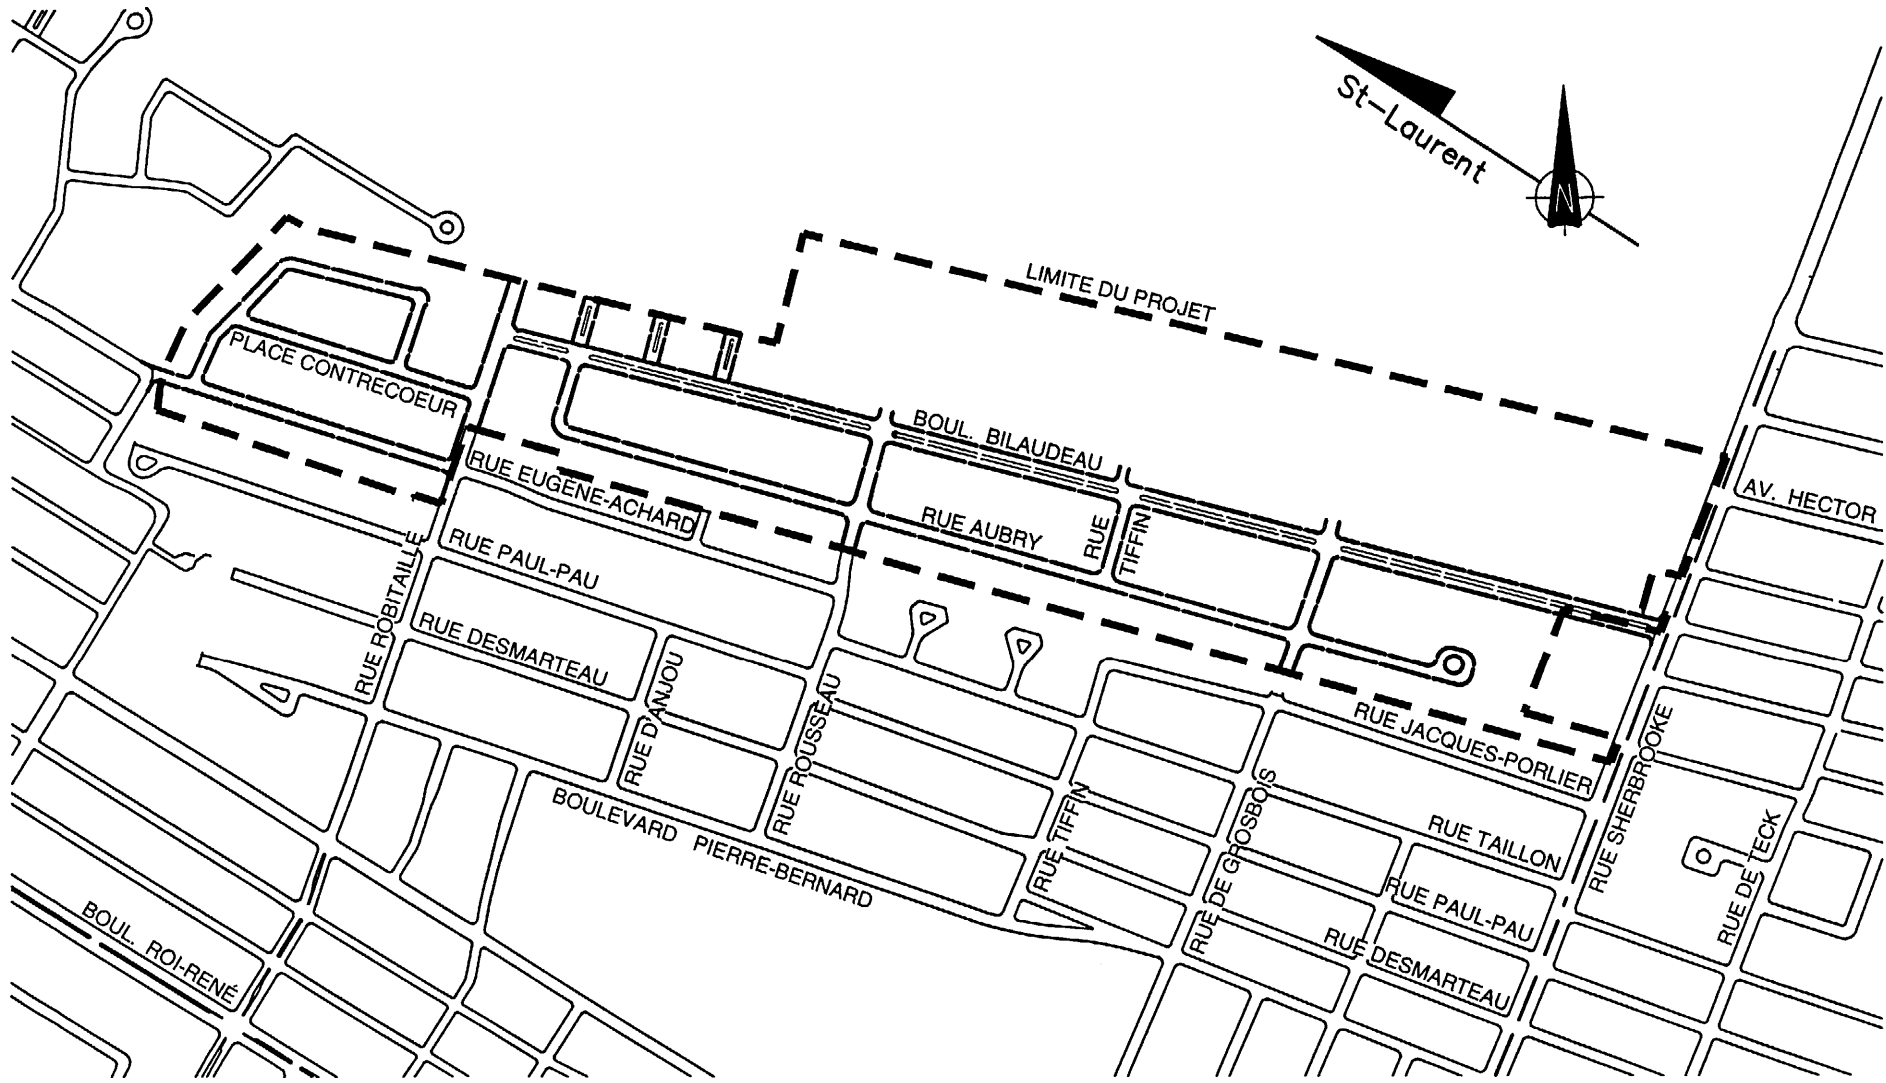 St-Laurent
N
LIMITE DU PROJET
PLACE CONTRECOEUR
BOUL. BILAUDEAU
RUE EUGÈNE-ACHARD
AV. HECTOR
RUE AUBRY
RUE
TIFFIN
RUE PAUL-PAU
RUE ROBITAILLE
RUE DESMARTEAU
RUE D'ANJOU
RUE ROUSSEAU
RUE JACQUES-PORLIER
RUE SHERBROOKE
BOULEVARD PIERRE-BERNARD
RUE TIFFIN
RUE DE GROSBOIS
RUE TAILLON
RUE DE TECK
RUE PAUL-PAU
RUE DESMARTEAU
BOUL. ROI-RENÉ